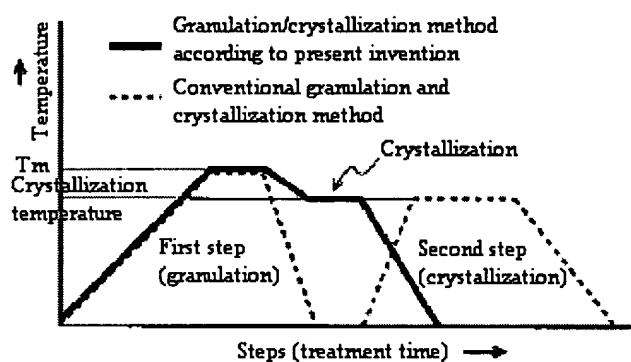 Granulation/crystallization method
according to present invention
Conventional granulation and
crystallization method
Temperature
Tm
Crystallization
temperature
Crystallization
First step
(granulation)
Second step
(crystallization)
Steps (treatment time)